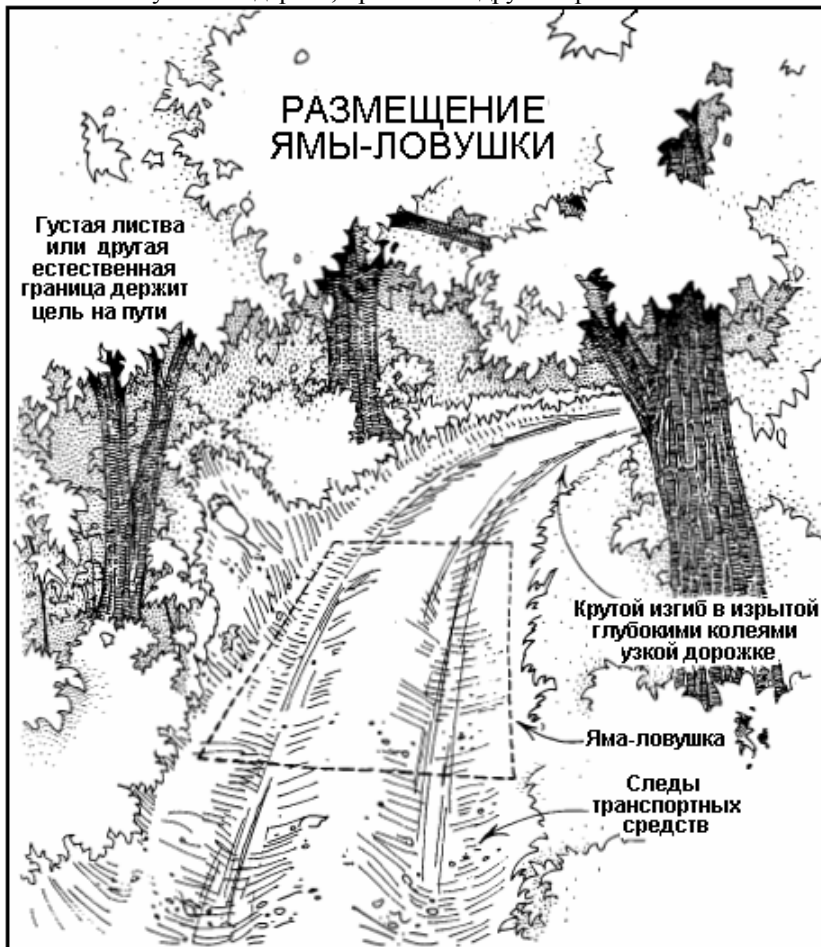 РАЗМЕЩЕНИЕ
ЯМЫ-ЛОВУШКИ
Густая листва
или другая
естественная
граница держит
цель на пути
Крутой изгиб в изрытой
глубокими колеями
узкой дорожке
Яма-ловушка
Следы
транспортных
средств